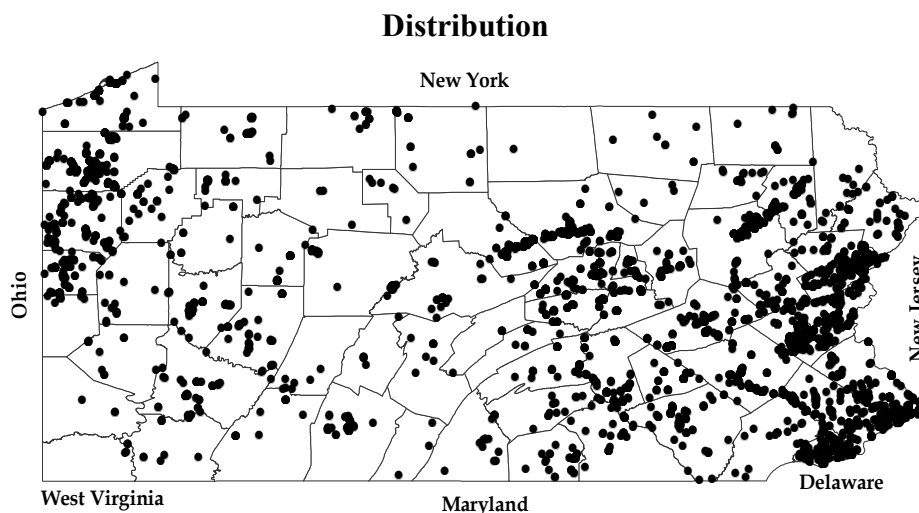 Distribution
New York
Ohio
New Jersey
West Virginia
Maryland
Delaware